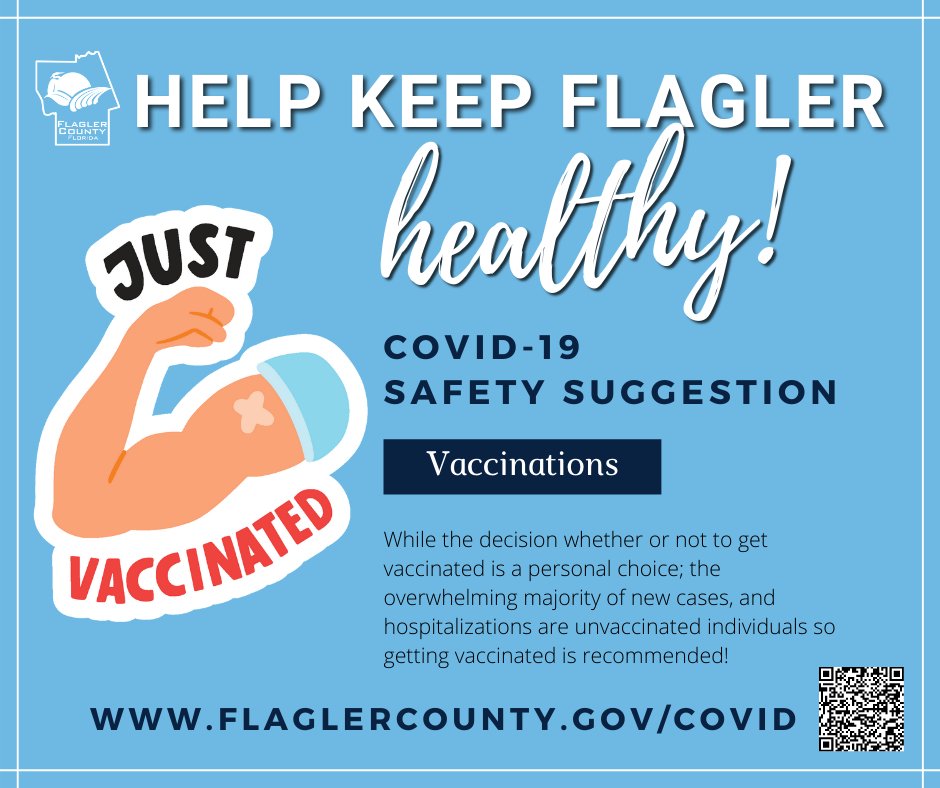 FLAGLER
COUNTY
FLORIDA
HELP KEEP FLAGLER
healthy!
JUST
VACCINATED
COVID-19
SAFETY SUGGESTION
Vaccinations
While the decision whether or not to get
vaccinated is a personal choice; the
overwhelming majority of new cases, and
hospitalizations are unvaccinated individuals so
getting vaccinated is recommended!
WWW.FLAGLERCOUNTY.GOV/COVID